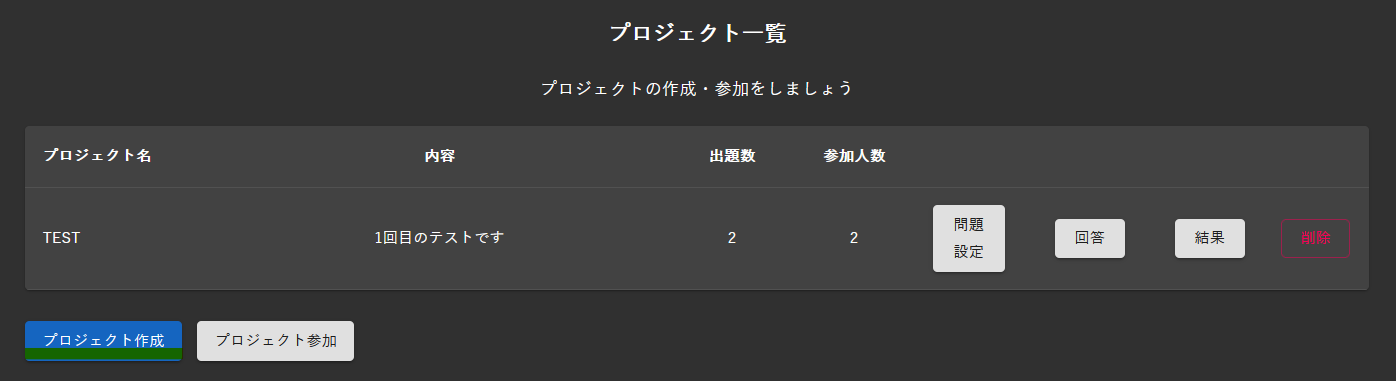 プロジェクト一覧
プロジェクトの作成・参加をしましょう
プロジェクト名 内容 出題数 参加人数
TEST 1回目のテストです 2 2 問題設定 回答 結果 削除
プロジェクト作成 プロジェクト参加